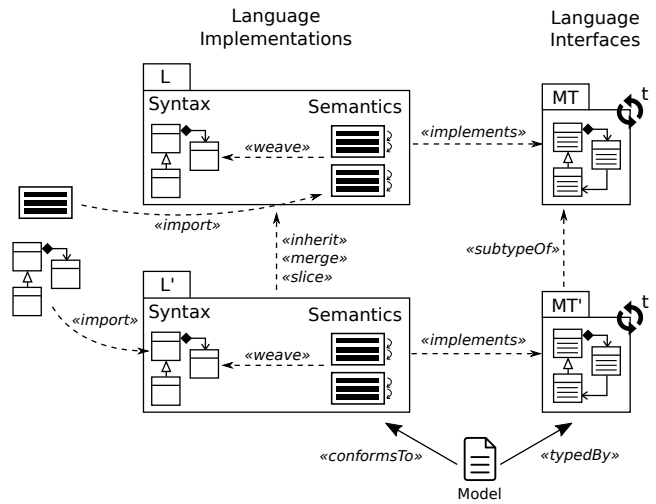 Language
Implementations
Language
Interfaces
L
Syntax
Semantics
«weave»
«implements»
MT
t
«import»
«inherit»
«merge»
«slice»
«subtypeOf»
L'
Syntax
Semantics
«import»
«weave»
«implements»
MT'
t
«conformsTo»
«typedBy»
Model